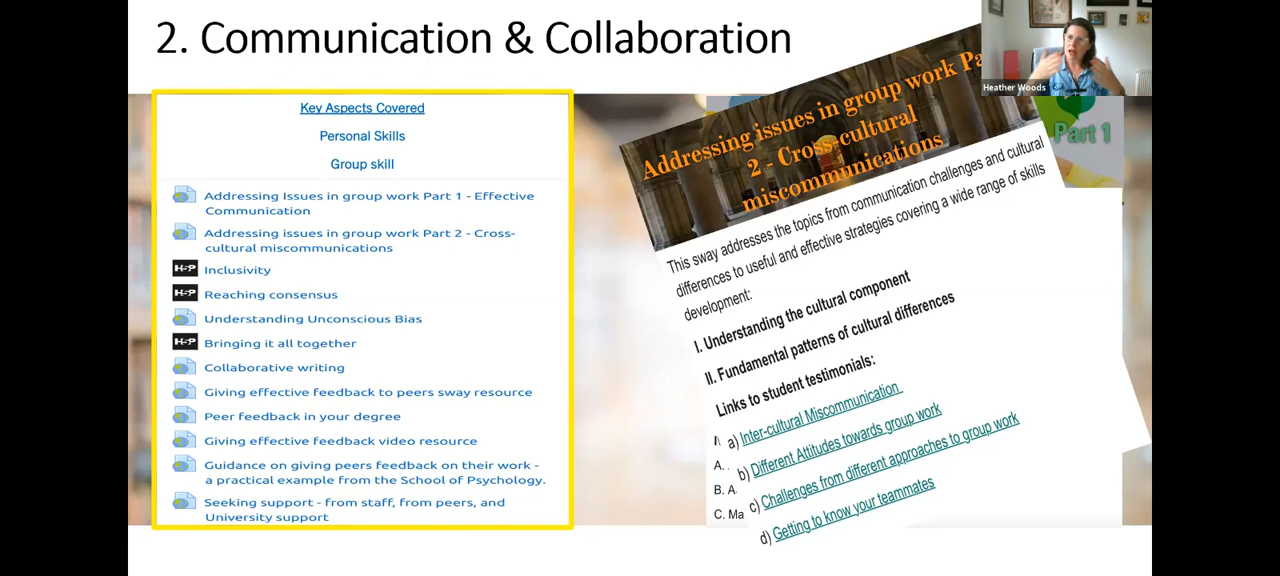 2. Communication & Collaboration
Key Aspects Covered
Personal Skills
Group skill
Addressing Issues in group work Part 1 - Effective
Communication
Addressing issues in group work Part 2 - Cross-
cultural miscommunications
H5P Inclusivity
H5P Reaching consensus
Understanding Unconscious Bias
H5P Bringing it all together
Collaborative writing
Giving effective feedback to peers sway resource
Peer feedback in your degree
Giving effective feedback video resource
Guidance on giving peers feedback on their work -
a practical example from the School of Psychology.
Seeking support - from staff, from peers, and
University support
Addressing issues in group work
2 - Cross-cultural
miscommunications
This sway addresses the topics from communication challenges and cultural
differences to useful and effective strategies covering a wide range of skills
development:
I. Understanding the cultural component
II. Fundamental patterns of cultural differences
Links to student testimonials:
a) Inter-cultural Miscommunication
b) Different Attitudes towards group work
c) Challenges from different approaches to group work
d) Getting to know your teammates
A.
B. A
C. Ma
Heather Woods
Part 1